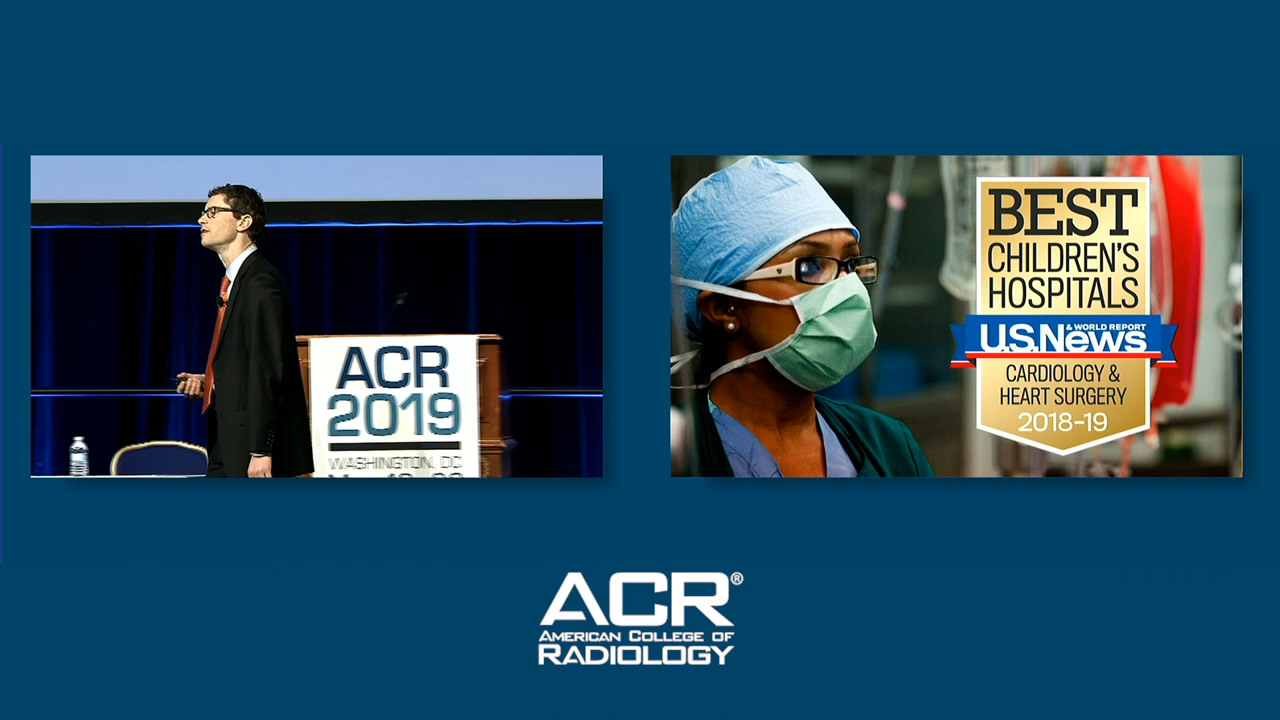 ACR
2019
WASHINGTON, DC
BEST
CHILDREN'S
HOSPITALS
U.S.News
& WORLD REPORT
CARDIOLOGY &
HEART SURGERY
2018-19
ACR®
AMERICAN COLLEGE OF
RADIOLOGY